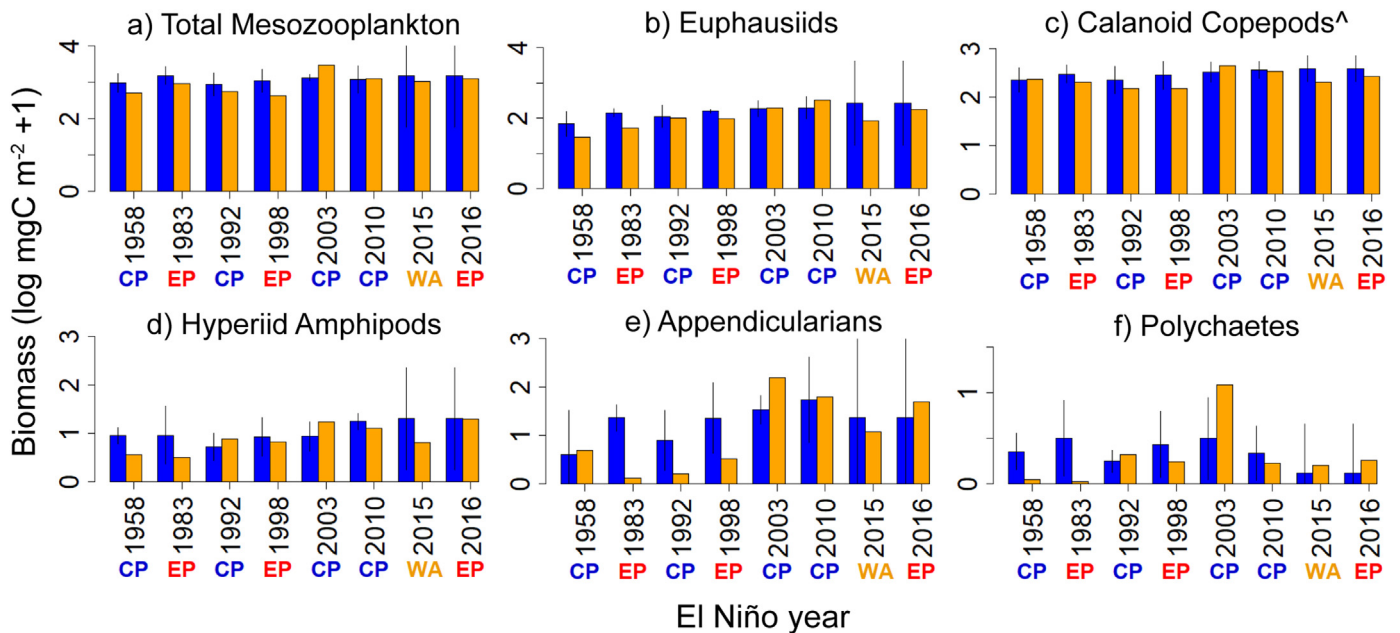 a) Total Mesozooplankton
b) Euphausiids
c) Calanoid Copepods^
4
2
0
4
2
0
3
2
1
0
1958 1983 1992 1998 2003 2010 2015 2016
1958 1983 1992 1998 2003 2010 2015 2016
1958 1983 1992 1998 2003 2010 2015 2016
CP EP CP EP CP CP WA EP
CP EP CP EP CP CP WA EP
CP EP CP EP CP CP WA EP
Biomass (log mgC m⁻² +1)
d) Hyperiid Amphipods
e) Appendicularians
f) Polychaetes
3
2
1
0
3
2
1
0
1
0
1958 1983 1992 1998 2003 2010 2015 2016
1958 1983 1992 1998 2003 2010 2015 2016
1958 1983 1992 1998 2003 2010 2015 2016
CP EP CP EP CP CP WA EP
CP EP CP EP CP CP WA EP
CP EP CP EP CP CP WA EP
El Niño year